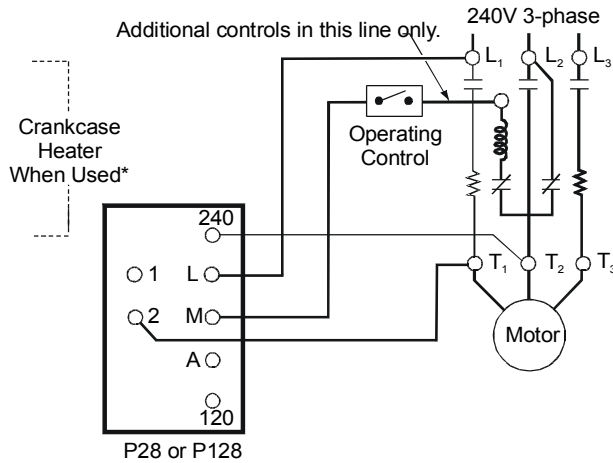 240V 3-phase
Additional controls in this line only.
L1
L2
L3
Crankcase
Heater
When Used*
Operating
Control
240
1
L
T1
T2
T3
2
M
Motor
A
120
P28 or P128